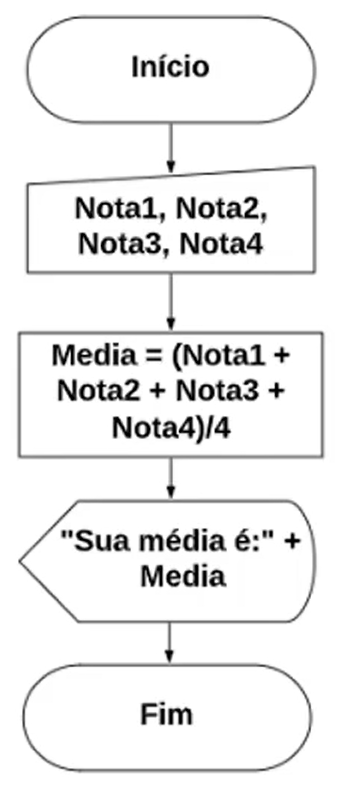 Início
Nota1, Nota2,
Nota3, Nota4
Media = (Nota1 +
Nota2 + Nota3 +
Nota4)/4
"Sua média é:" +
Media
Fim